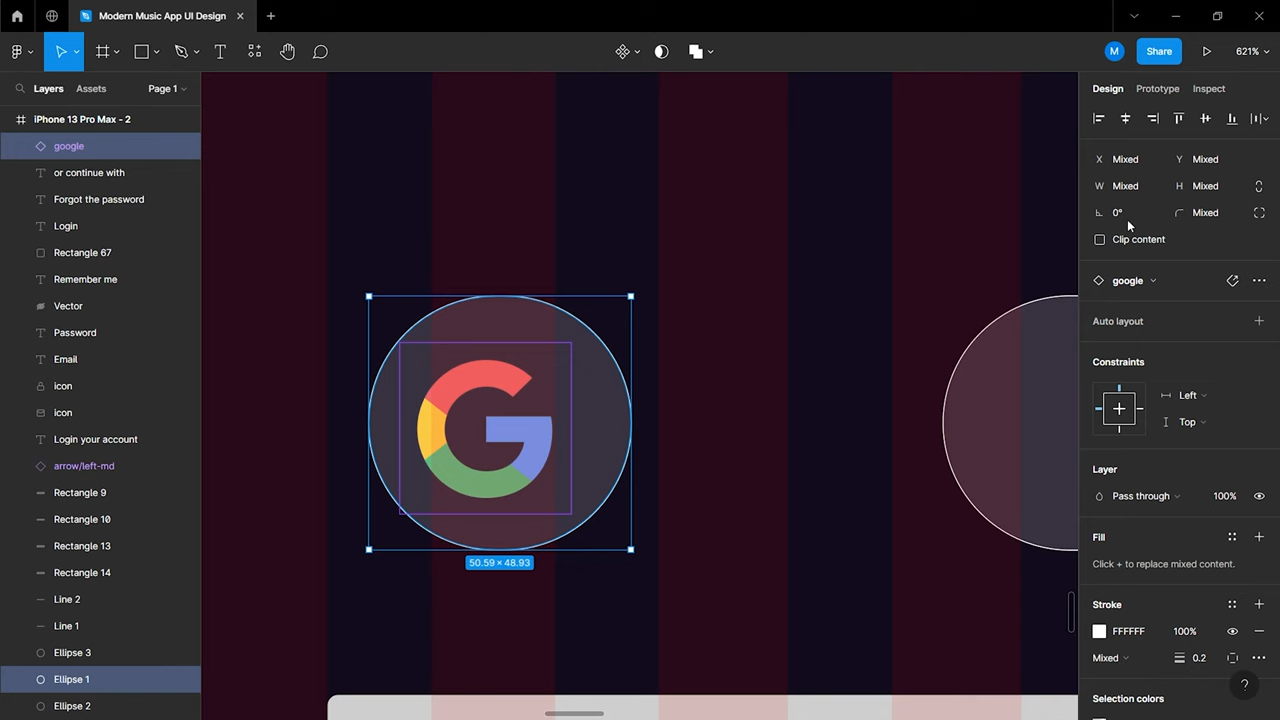 Modern Music App UI Design
M
Share
621%
Layers
Assets
Page 1
Design
Prototype
Inspect
iPhone 13 Pro Max - 2
google
or continue with
Forgot the password
Login
Rectangle 67
Remember me
Vector
Password
Email
icon
icon
Login your account
arrow/left-md
Rectangle 9
Rectangle 10
Rectangle 13
Rectangle 14
Line 2
Line 1
Ellipse 3
Ellipse 1
Ellipse 2
50.59 × 48.93
X Mixed
Y Mixed
W Mixed
H Mixed
0°
Mixed
Clip content
google
Auto layout
Constraints
Left
Top
Layer
Pass through
100%
Fill
Click + to replace mixed content.
Stroke
FFFFFF
100%
Mixed
0.2
?
Selection colors